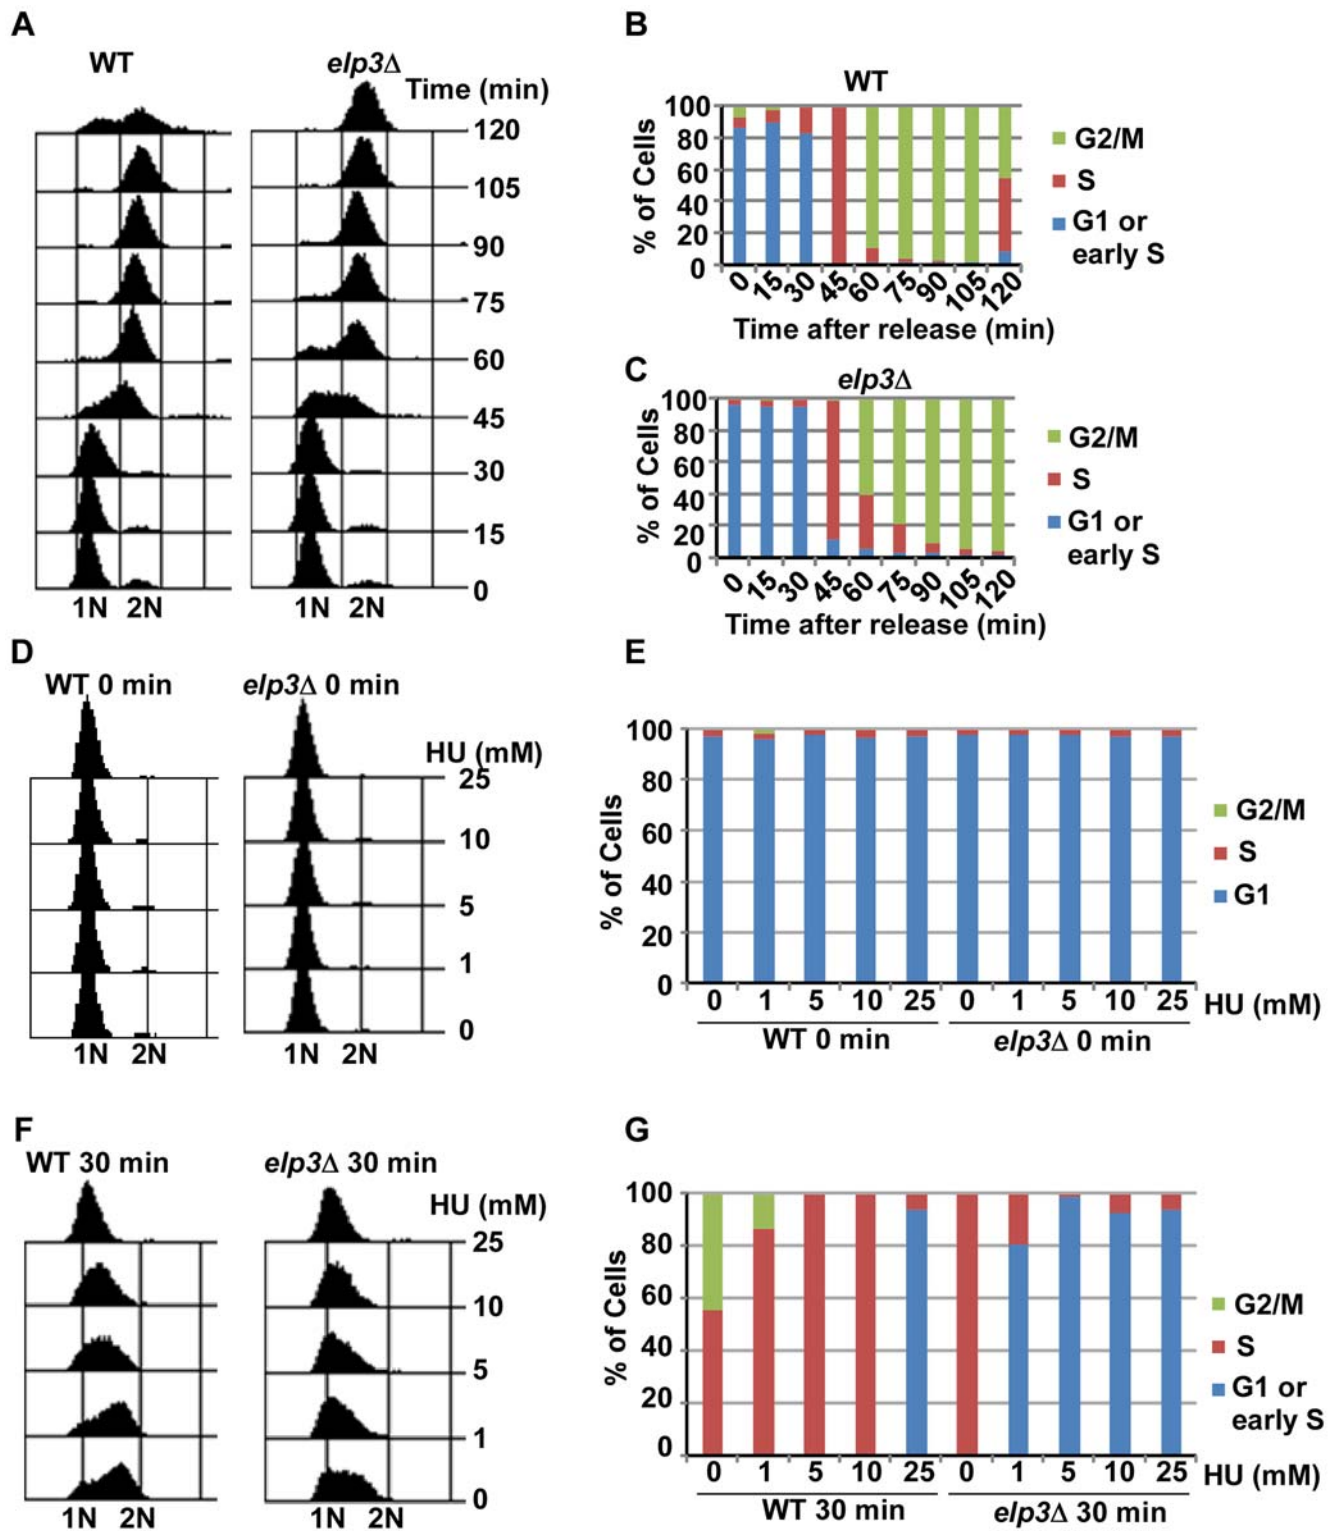 A
WT
elp3Δ
Time (min)
120
105
90
75
60
45
30
15
0
1N 2N
1N 2N
B
WT
% of Cells
100
80
60
40
20
0
0 15 30 45 60 75 90 105 120
Time after release (min)
G2/M
S
G1 or
early S
C
elp3Δ
% of Cells
100
80
60
40
20
0
0 15 30 45 60 75 90 105 120
Time after release (min)
G2/M
S
G1 or
early S
D
WT 0 min
elp3Δ 0 min
HU (mM)
25
10
5
1
0
1N 2N
1N 2N
E
% of Cells
100
80
60
40
20
0
0 1 5 10 25 0 1 5 10 25 HU (mM)
WT 0 min
elp3Δ 0 min
G2/M
S
G1
F
WT 30 min
elp3Δ 30 min
HU (mM)
25
10
5
1
0
1N 2N
1N 2N
G
% of Cells
100
80
60
40
20
0
0 1 5 10 25 0 1 5 10 25 HU (mM)
WT 30 min
elp3Δ 30 min
G2/M
S
G1 or
early S